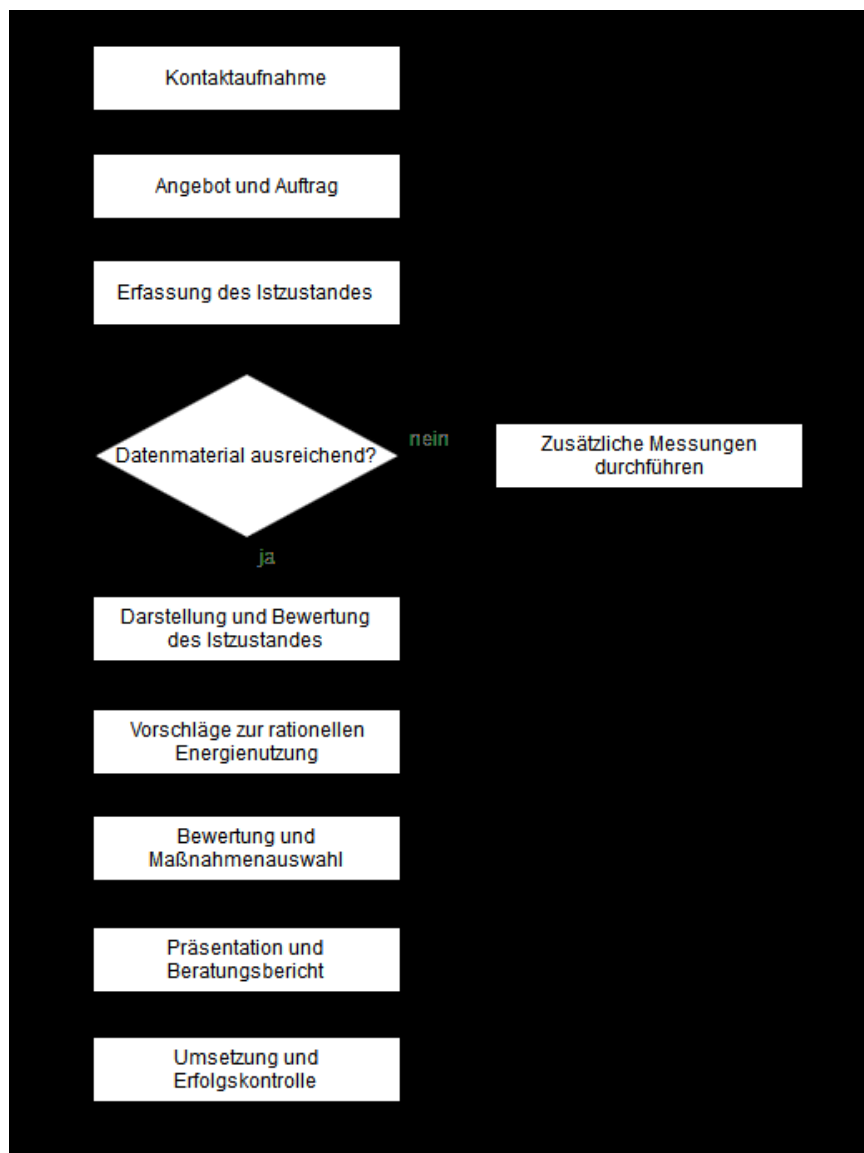 Kontaktaufnahme
Angebot und Auftrag
Erfassung des Istzustandes
Datenmaterial ausreichend?
nein
Zusätzliche Messungen
durchführen
ja
Darstellung und Bewertung
des Istzustandes
Vorschläge zur rationellen
Energienutzung
Bewertung und
Maßnahmenauswahl
Präsentation und
Beratungsbericht
Umsetzung und
Erfolgskontrolle